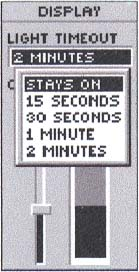 DISPLAY
LIGHT TIMEOUT
2 MINUTES
STAYS ON
15 SECONDS
30 SECONDS
1 MINUTE
2 MINUTES